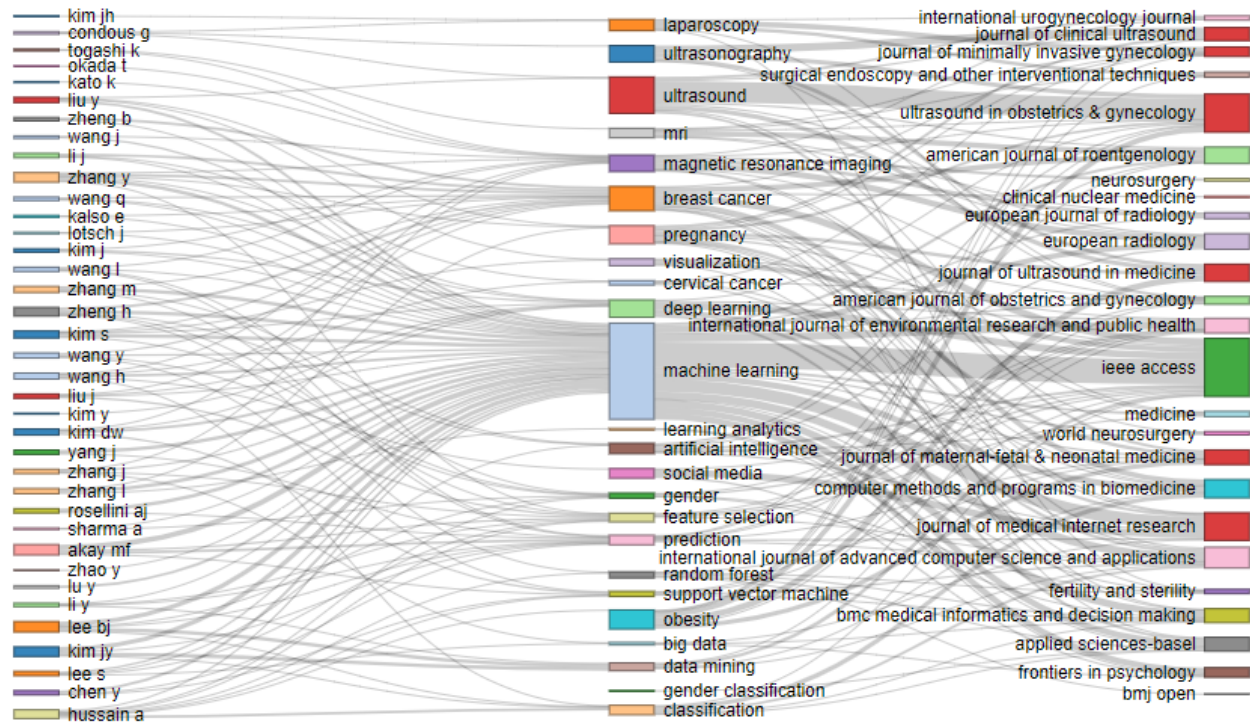 kim jh
condous g
togashi k
okada t
kato k
liu y
zheng b
wang j
li j
zhang y
wang q
kalso e
lotsch j
kim j
wang l
zhang m
zheng h
kim s
wang y
wang h
liu j
kim y
kim dw
yang j
zhang j
zhang l
rosellini aj
sharma a
akay mf
zhao y
lu y
li y
lee bj
kim jy
lee s
chen y
hussain a
laparoscopy
ultrasonography
ultrasound
mri
magnetic resonance imaging
breast cancer
pregnancy
visualization
cervical cancer
deep learning
machine learning
learning analytics
artificial intelligence
social media
gender
feature selection
prediction
random forest
support vector machine
obesity
big data
data mining
gender classification
classification
international urogynecology journal
journal of clinical ultrasound
journal of minimally invasive gynecology
surgical endoscopy and other interventional techniques
ultrasound in obstetrics & gynecology
american journal of roentgenology
neurosurgery
clinical nuclear medicine
european journal of radiology
european radiology
journal of ultrasound in medicine
american journal of obstetrics and gynecology
international journal of environmental research and public health
ieee access
medicine
world neurosurgery
journal of maternal-fetal & neonatal medicine
computer methods and programs in biomedicine
journal of medical internet research
international journal of advanced computer science and applications
fertility and sterility
bmc medical informatics and decision making
applied sciences-basel
frontiers in psychology
bmj open